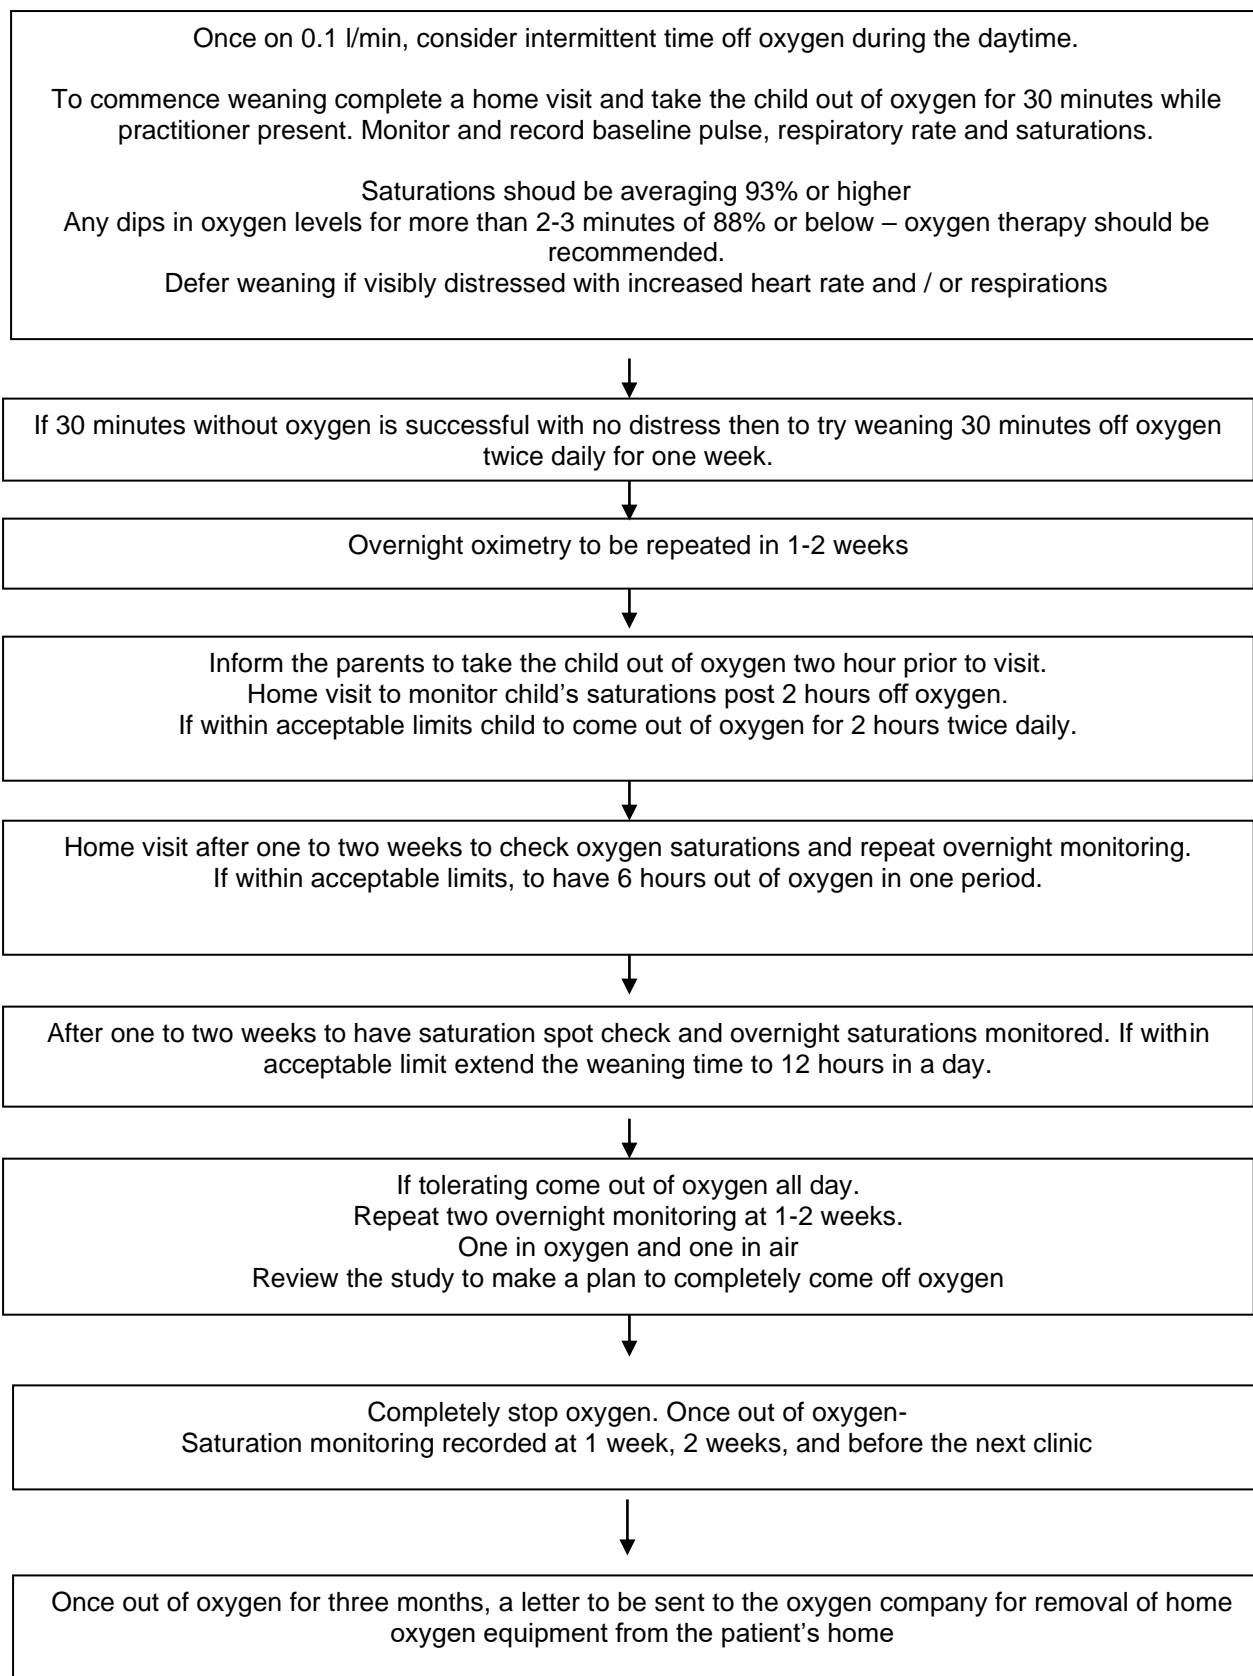 Once on 0.1 l/min, consider intermittent time off oxygen during the daytime.
To commence weaning complete a home visit and take the child out of oxygen for 30 minutes while
practitioner present. Monitor and record baseline pulse, respiratory rate and saturations.
Saturations shoud be averaging 93% or higher
Any dips in oxygen levels for more than 2-3 minutes of 88% or below – oxygen therapy should be
recommended.
Defer weaning if visibly distressed with increased heart rate and / or respirations
If 30 minutes without oxygen is successful with no distress then to try weaning 30 minutes off oxygen
twice daily for one week.
Overnight oximetry to be repeated in 1-2 weeks
Inform the parents to take the child out of oxygen two hour prior to visit.
Home visit to monitor child's saturations post 2 hours off oxygen.
If within acceptable limits child to come out of oxygen for 2 hours twice daily.
Home visit after one to two weeks to check oxygen saturations and repeat overnight monitoring.
If within acceptable limits, to have 6 hours out of oxygen in one period.
After one to two weeks to have saturation spot check and overnight saturations monitored. If within
acceptable limit extend the weaning time to 12 hours in a day.
If tolerating come out of oxygen all day.
Repeat two overnight monitoring at 1-2 weeks.
One in oxygen and one in air
Review the study to make a plan to completely come off oxygen
Completely stop oxygen. Once out of oxygen-
Saturation monitoring recorded at 1 week, 2 weeks, and before the next clinic
Once out of oxygen for three months, a letter to be sent to the oxygen company for removal of home
oxygen equipment from the patient's home